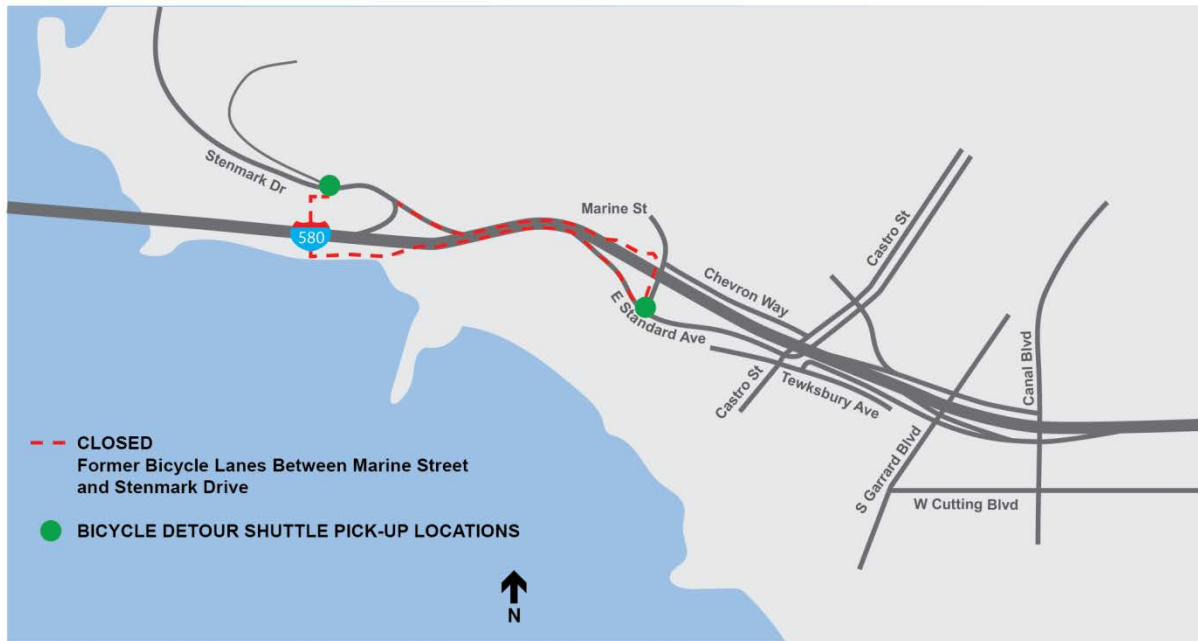 Stenmark Dr
580
Marine St
Castro St
Chevron Way
E Standard Ave
Castro St
Tewksbury Ave
Canal Blvd
S Garrard Blvd
W Cutting Blvd
CLOSED
Former Bicycle Lanes Between Marine Street
and Stenmark Drive
BICYCLE DETOUR SHUTTLE PICK-UP LOCATIONS
N